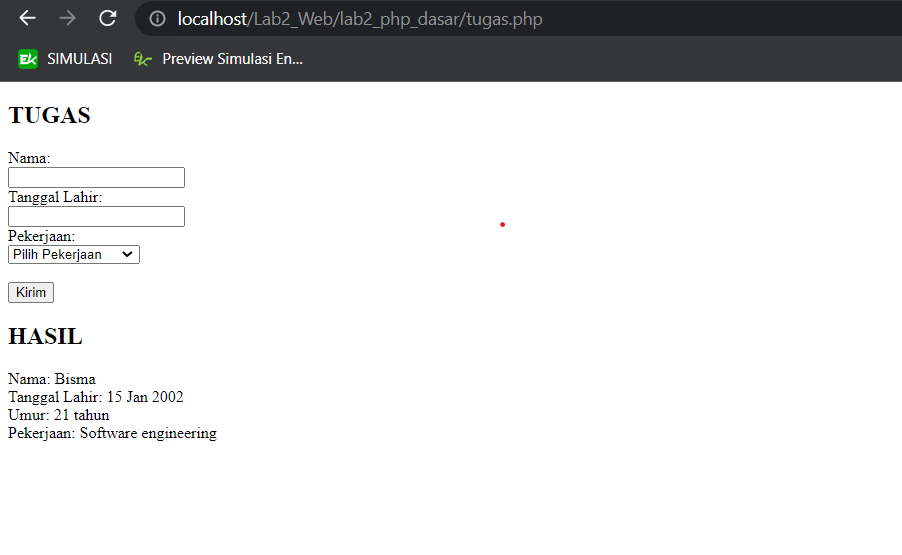 localhost/Lab2_Web/lab2_php_dasar/tugas.php
EK SIMULASI Preview Simulasi En...
TUGAS
Nama:
Tanggal Lahir:
Pekerjaan:
Pilih Pekerjaan
Kirim
HASIL
Nama: Bisma
Tanggal Lahir: 15 Jan 2002
Umur: 21 tahun
Pekerjaan: Software engineering